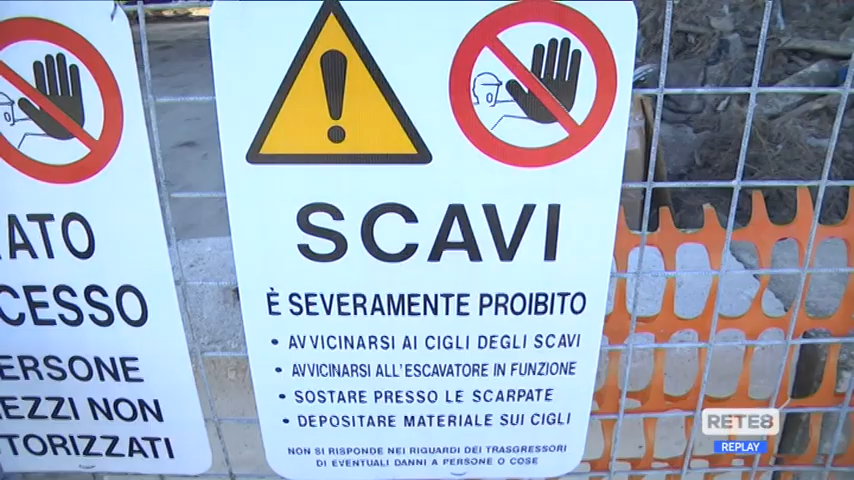 SCAVI
È SEVERAMENTE PROIBITO
• AVVICINARSI AI CIGLI DEGLI SCAVI
• AVVICINARSI ALL'ESCAVATORE IN FUNZIONE
• SOSTARE PRESSO LE SCARPATE
• DEPOSITARE MATERIALE SUI CIGLI
NON SI RISPONDE NEI RIGUARDI DEI TRASGRESSORI
DI EVENTUALI DANNI A PERSONE O COSE
ATO
CESSO
ERSONE
EZZI NON
TORIZZATI
RETE8
REPLAY